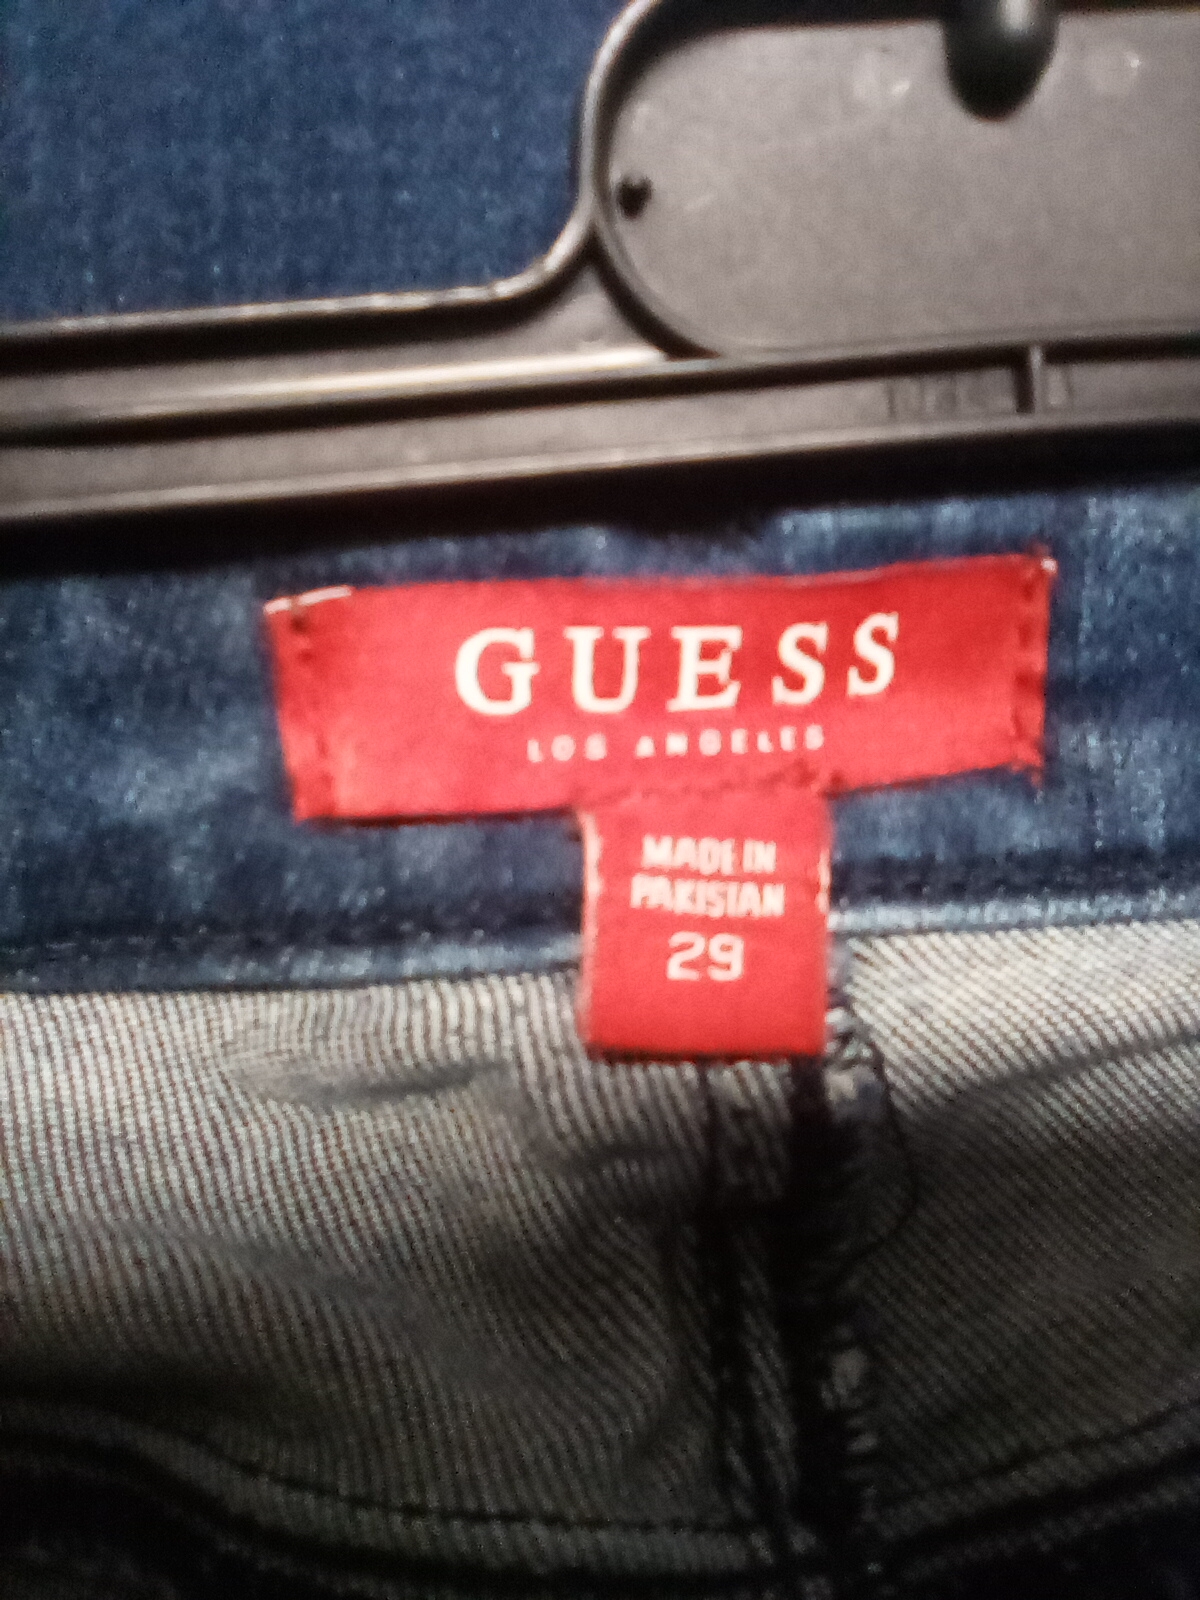 GUESS
LOS ANGELES
MADE IN
PAKISTAN
29